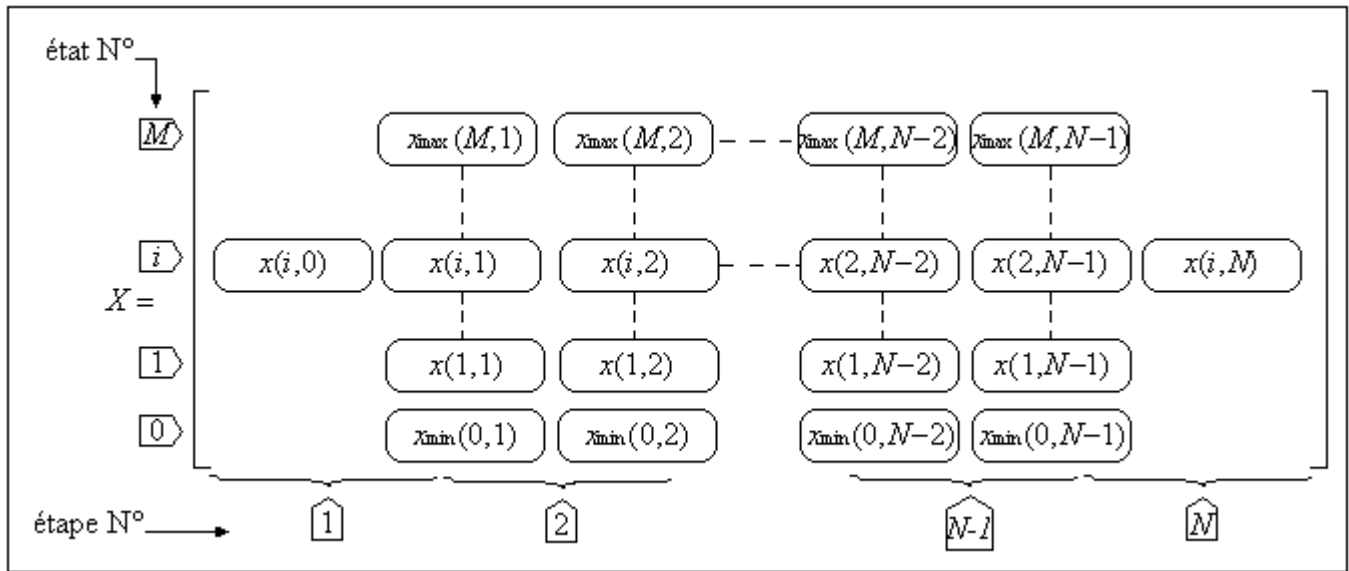 état N°
M xmax (M,1) xmax (M,2) xmax (M,N−2) xmax (M,N−1)
i x(i,0) x(i,1) x(i,2) x(2,N−2) x(2,N−1) x(i,N)
X =
1 x(1,1) x(1,2) x(1,N−2) x(1,N−1)
0 xmin(0,1) xmin(0,2) xmin(0,N−2) xmin(0,N−1)
étape N° 1 2 N-1 N